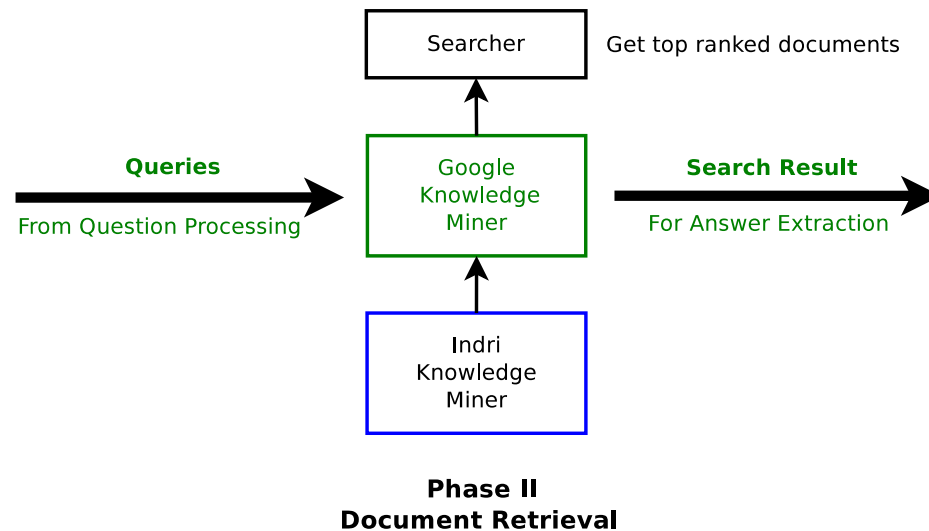 Searcher
Get top ranked documents
Queries
From Question Processing
Google
Knowledge
Miner
Search Result
For Answer Extraction
Indri
Knowledge
Miner
Phase II
Document Retrieval